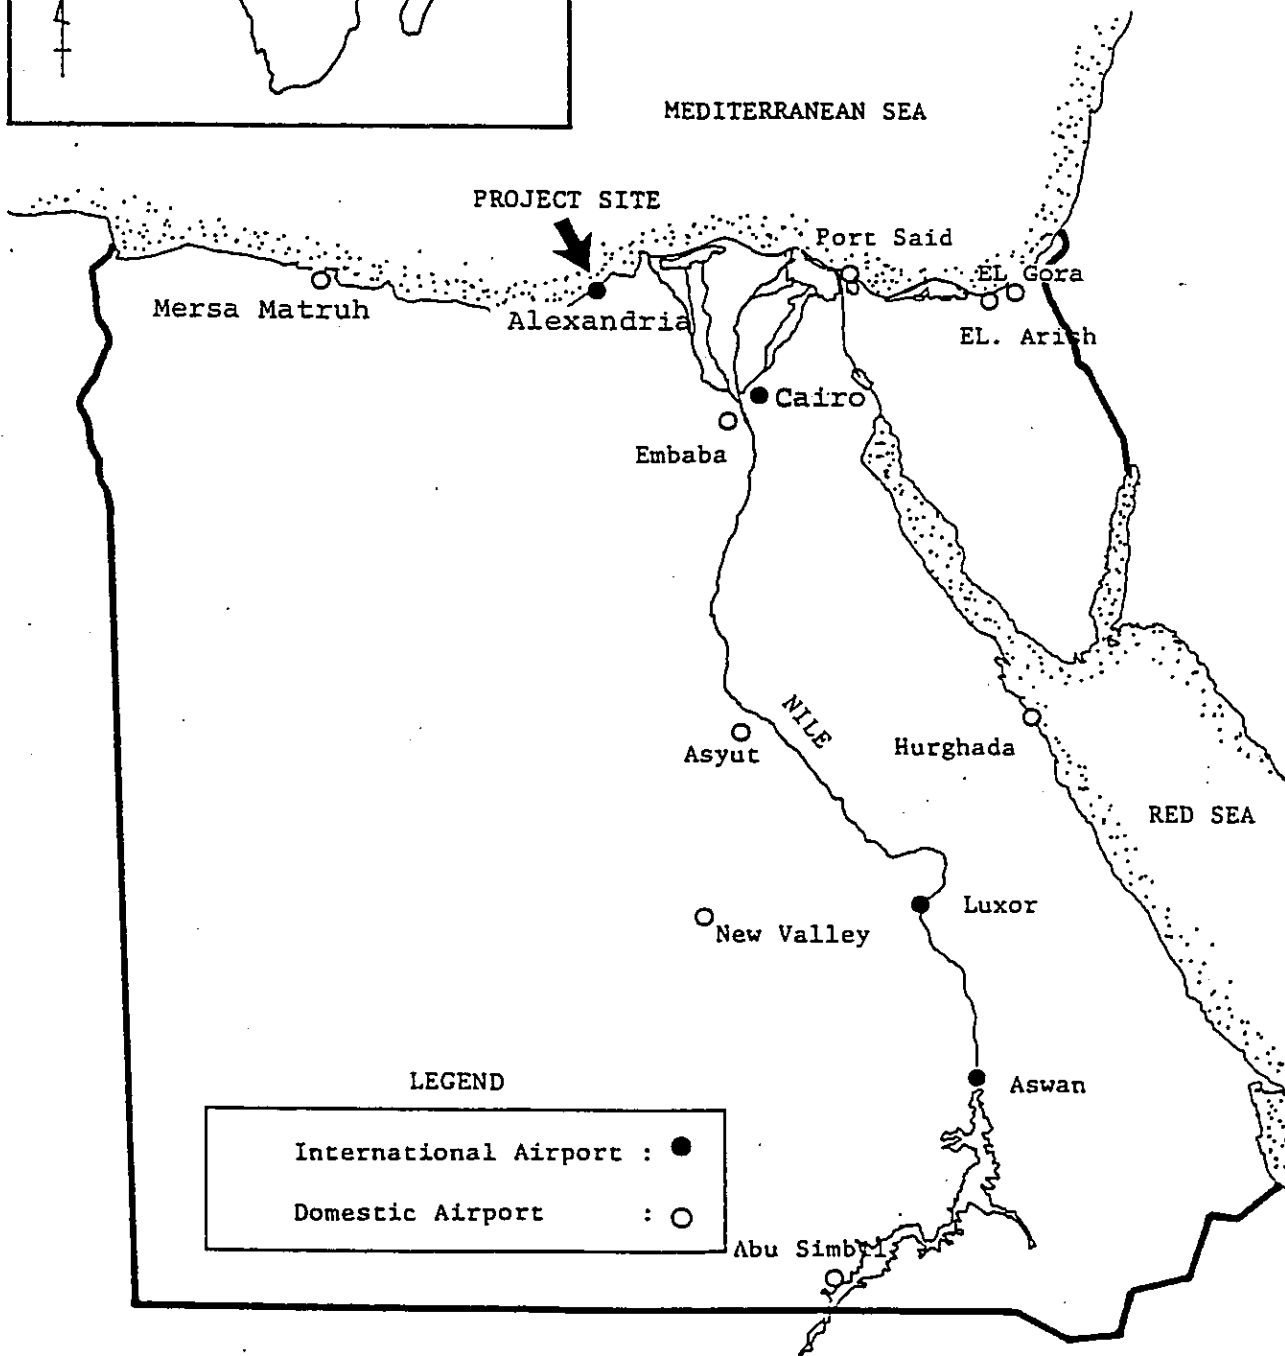 MEDITERRANEAN SEA
PROJECT SITE
Port Said
EL Gora
Mersa Matruh
Alexandria
EL. Arish
Cairo
Embaba
NILE
Asyut
Hurghada
RED SEA
Luxor
New Valley
Aswan
LEGEND
International Airport : ●
Domestic Airport : ○
Abu Simbil